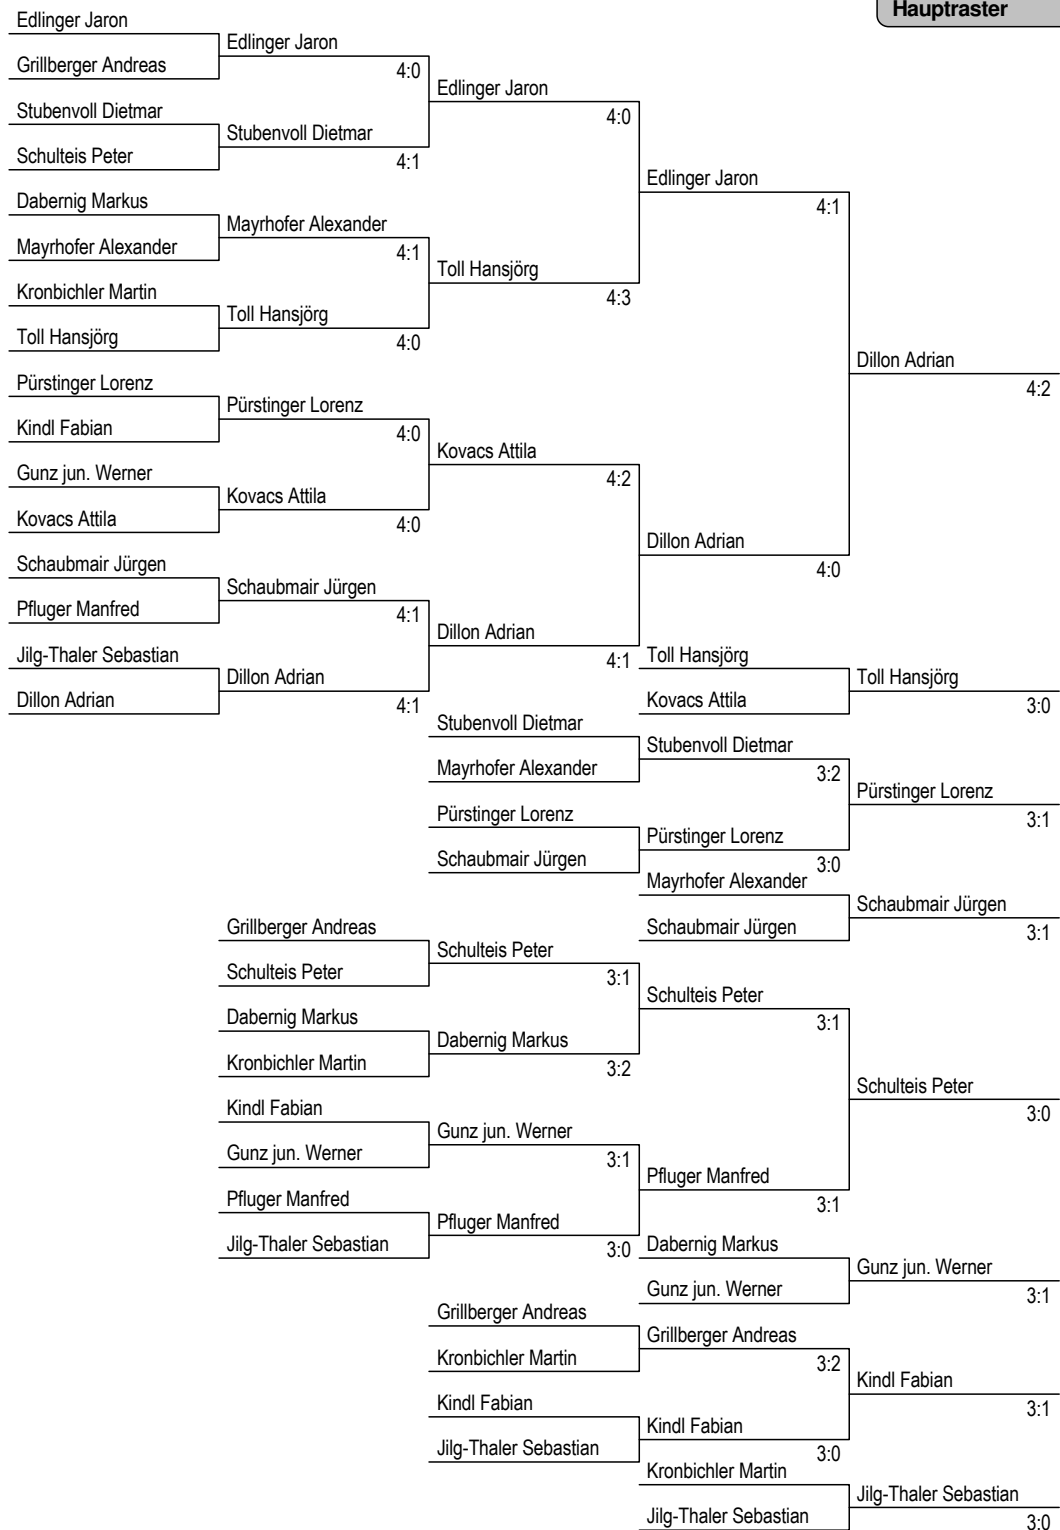 Hauptraster
Edlinger Jaron
Grillberger Andreas
Stubenvoll Dietmar
Schulteis Peter
Dabernig Markus
Mayrhofer Alexander
Kronbichler Martin
Toll Hansjörg
Pürstinger Lorenz
Kindl Fabian
Gunz jun. Werner
Kovacs Attila
Schaubmair Jürgen
Pfluger Manfred
Jilg-Thaler Sebastian
Dillon Adrian
Edlinger Jaron
4:0
Stubenvoll Dietmar
4:1
Mayrhofer Alexander
4:1
Toll Hansjörg
4:0
Pürstinger Lorenz
4:0
Kovacs Attila
4:0
Schaubmair Jürgen
4:1
Dillon Adrian
4:1
Edlinger Jaron
4:0
Toll Hansjörg
4:3
Kovacs Attila
4:2
Dillon Adrian
4:1
Edlinger Jaron
4:1
Dillon Adrian
4:0
Dillon Adrian
4:2
Toll Hansjörg
Kovacs Attila
Toll Hansjörg
3:0
Stubenvoll Dietmar
Mayrhofer Alexander
Pürstinger Lorenz
Schaubmair Jürgen
Stubenvoll Dietmar
3:2
Pürstinger Lorenz
3:0
Pürstinger Lorenz
3:1
Mayrhofer Alexander
Schaubmair Jürgen
Schaubmair Jürgen
3:1
Grillberger Andreas
Schulteis Peter
Dabernig Markus
Kronbichler Martin
Kindl Fabian
Gunz jun. Werner
Pfluger Manfred
Jilg-Thaler Sebastian
Schulteis Peter
3:1
Dabernig Markus
3:2
Gunz jun. Werner
3:1
Pfluger Manfred
3:0
Schulteis Peter
3:1
Pfluger Manfred
3:1
Schulteis Peter
3:0
Dabernig Markus
Gunz jun. Werner
Gunz jun. Werner
3:1
Grillberger Andreas
Kronbichler Martin
Kindl Fabian
Jilg-Thaler Sebastian
Grillberger Andreas
3:2
Kindl Fabian
3:0
Kindl Fabian
3:1
Kronbichler Martin
Jilg-Thaler Sebastian
Jilg-Thaler Sebastian
3:0